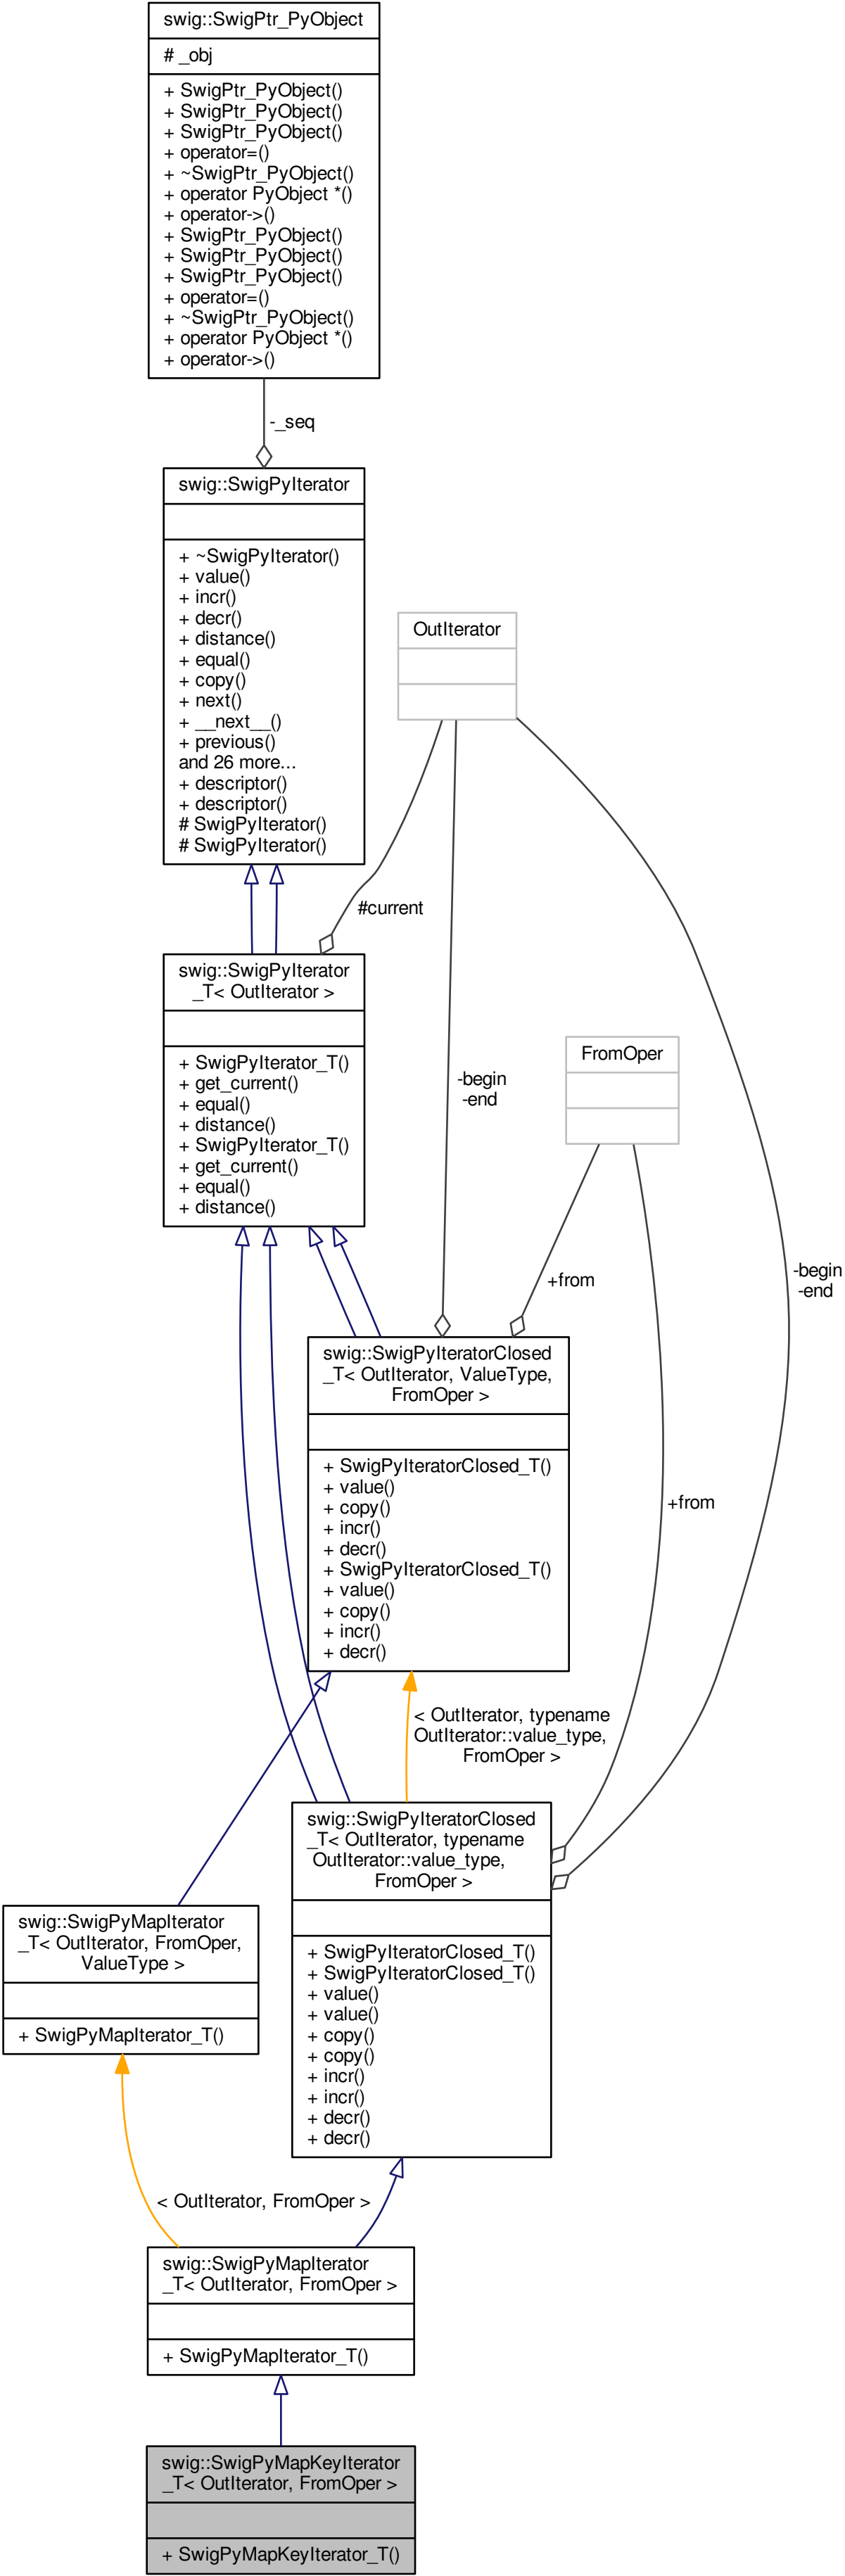 swig::SwigPtr_PyObject
# _obj
+ SwigPtr_PyObject()
+ SwigPtr_PyObject()
+ SwigPtr_PyObject()
+ operator=()
+ ~SwigPtr_PyObject()
+ operator PyObject *()
+ operator->()
+ SwigPtr_PyObject()
+ SwigPtr_PyObject()
+ SwigPtr_PyObject()
+ operator=()
+ ~SwigPtr_PyObject()
+ operator PyObject *()
+ operator->()
-_seq
swig::SwigPyIterator
+ ~SwigPyIterator()
+ value()
+ incr()
+ decr()
+ distance()
+ equal()
+ copy()
+ next()
+ __next__()
+ previous()
and 26 more...
+ descriptor()
+ descriptor()
# SwigPyIterator()
# SwigPyIterator()
OutIterator
#current
swig::SwigPyIterator
_T< OutIterator >
+ SwigPyIterator_T()
+ get_current()
+ equal()
+ distance()
+ SwigPyIterator_T()
+ get_current()
+ equal()
+ distance()
FromOper
-begin
-end
+from
-begin
-end
swig::SwigPyIteratorClosed
_T< OutIterator, ValueType,
FromOper >
+ SwigPyIteratorClosed_T()
+ value()
+ copy()
+ incr()
+ decr()
+ SwigPyIteratorClosed_T()
+ value()
+ copy()
+ incr()
+ decr()
+from
< OutIterator, typename
OutIterator::value_type,
FromOper >
swig::SwigPyIteratorClosed
_T< OutIterator, typename
OutIterator::value_type,
FromOper >
+ SwigPyIteratorClosed_T()
+ SwigPyIteratorClosed_T()
+ value()
+ value()
+ copy()
+ copy()
+ incr()
+ incr()
+ decr()
+ decr()
swig::SwigPyMapIterator
_T< OutIterator, FromOper,
ValueType >
+ SwigPyMapIterator_T()
< OutIterator, FromOper >
swig::SwigPyMapIterator
_T< OutIterator, FromOper >
+ SwigPyMapIterator_T()
swig::SwigPyMapKeyIterator
_T< OutIterator, FromOper >
+ SwigPyMapKeyIterator_T()